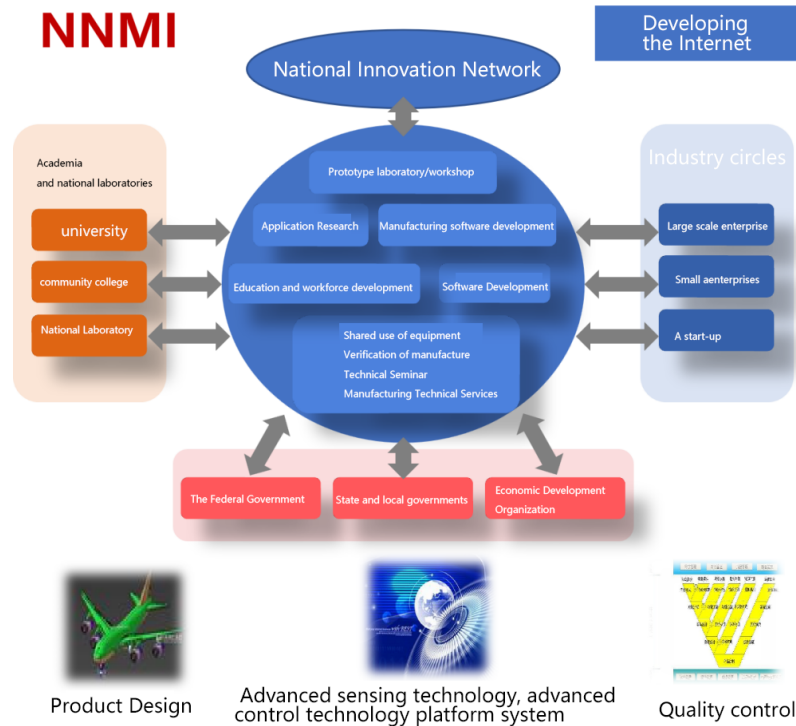 NNMI
Developing
the Internet
National Innovation Network
Academia
and national laboratories
university
community college
National Laboratory
Prototype laboratory/workshop
Application Research
Manufacturing software development
Education and workforce development
Software Development
Shared use of equipment
Verification of manufacture
Technical Seminar
Manufacturing Technical Services
Industry circles
Large scale enterprise
Small aenterprises
A start-up
The Federal Government
State and local governments
Economic Development
Organization
Product Design
Advanced sensing technology, advanced
control technology platform system
Quality control